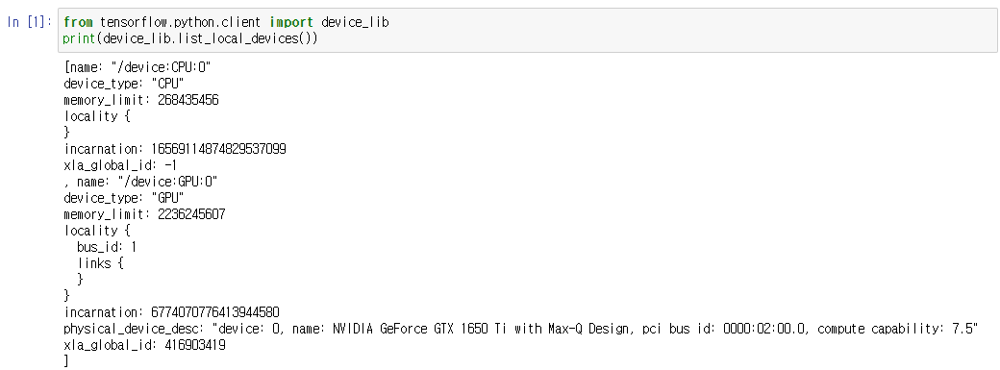 In [1]: from tensorflow.python.client import device_lib
print(device_lib.list_local_devices())
[name: "/device:CPU:0"
device_type: "CPU"
memory_limit: 268435456
locality {
}
incarnation: 16569114874829537099
xla_global_id: -1
, name: "/device:GPU:0"
device_type: "GPU"
memory_limit: 2236245607
locality {
  bus_id: 1
  links {
  }
}
incarnation: 6774070776413944580
physical_device_desc: "device: 0, name: NVIDIA GeForce GTX 1650 Ti with Max-Q Design, pci bus id: 0000:02:00.0, compute capability: 7.5"
xla_global_id: 416903419
]